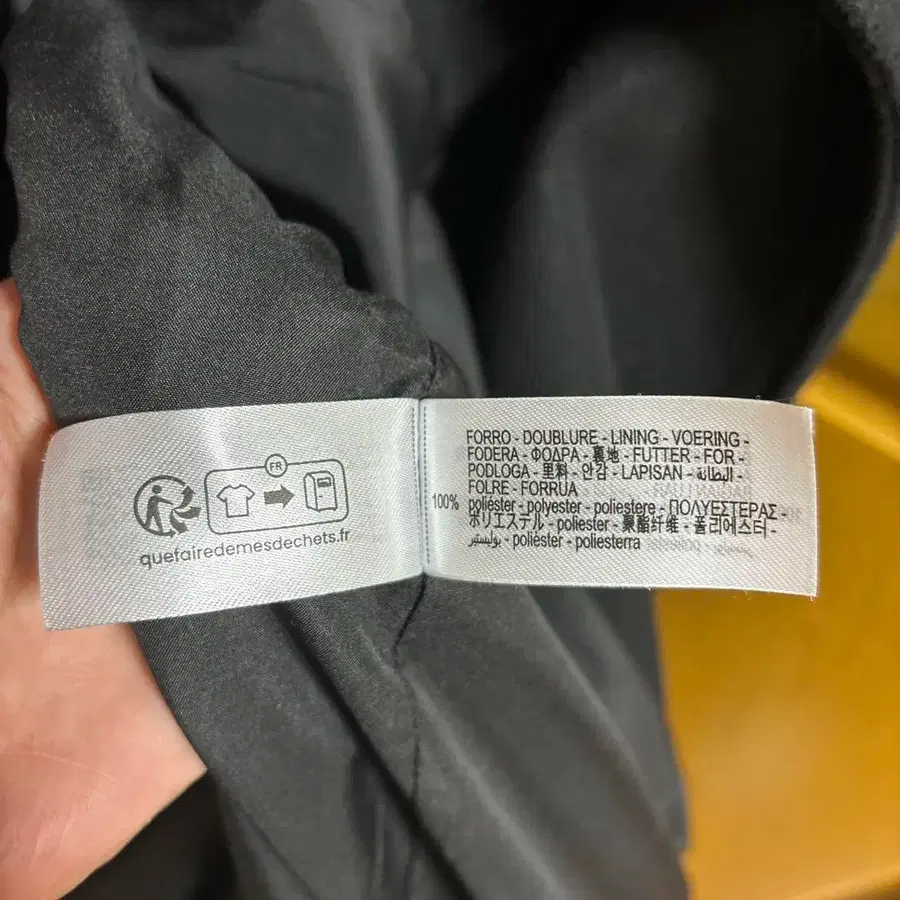 FR
quefairedemesdechets.fr
FORRO - DOUBLURE - LINING - VOERING -
FODERA - ΦΟΔΡΑ - 裏地 - FUTTER - FOR -
PODLOGA - 里料 - 안감 - LAPISAN - البطانة -
FOLRE - FORRUA
100% poliéster - polyester - poliestere - ΠΟΛΥΕΣΤΕΡΑΣ -
ポリエステル - poliester - 聚酯纤维 - 폴리에스터 -
بوليستير - polièster - poliesterra